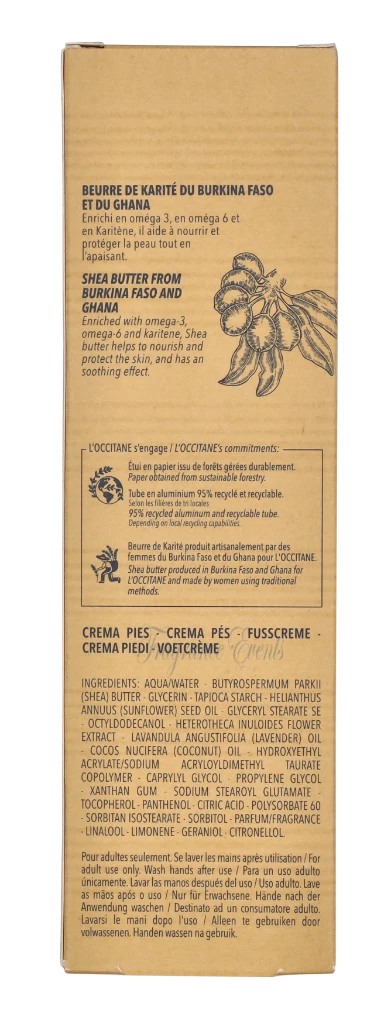 BEURRE DE KARITÉ DU BURKINA FASO
ET DU GHANA
Enrichi en oméga 3, en oméga 6 et
en Karitène, il aide à nourrir et
protéger la peau tout en
l'apaisant.
SHEA BUTTER FROM
BURKINA FASO AND
GHANA
Enriched with omega-3,
omega-6 and karitene, Shea
butter helps to nourish and
protect the skin, and has an
soothing effect.
L'OCCITANE s'engage / L'OCCITANE's commitments:
Étui en papier issu de forêts gérées durablement.
Paper obtained from sustainable forestry.
Tube en aluminium 95% recyclé et recyclable.
Selon les filières de tri locales
95% recycled aluminum and recyclable tube.
Depending on local recycling capabilities.
Beurre de Karité produit artisanalement par des
femmes du Burkina Faso et du Ghana pour L'OCCITANE.
Shea butter produced in Burkina Faso and Ghana for
L'OCCITANE and made by women using traditional
methods.
CREMA PIES · CREMA PÉS · FUSSCREME ·
CREMA PIEDI · VOETCRÈME
Fragrance Events
INGREDIENTS: AQUA/WATER · BUTYROSPERMUM PARKII
(SHEA) BUTTER · GLYCERIN · TAPIOCA STARCH · HELIANTHUS
ANNUUS (SUNFLOWER) SEED OIL · GLYCERYL STEARATE SE
· OCTYLDODECANOL · HETEROTHECA INULOIDES FLOWER
EXTRACT · LAVANDULA ANGUSTIFOLIA (LAVENDER) OIL
· COCOS NUCIFERA (COCONUT) OIL · HYDROXYETHYL
ACRYLATE/SODIUM ACRYLOYLDIMETHYL TAURATE
COPOLYMER · CAPRYLYL GLYCOL · PROPYLENE GLYCOL
· XANTHAN GUM · SODIUM STEAROYL GLUTAMATE ·
TOCOPHEROL · PANTHENOL · CITRIC ACID · POLYSORBATE 60
· SORBITAN ISOSTEARATE · SORBITOL · PARFUM/FRAGRANCE
· LINALOOL · LIMONENE · GERANIOL · CITRONELLOL.
Pour adultes seulement. Se laver les mains après utilisation / For
adult use only. Wash hands after use / Para un uso adulto
únicamente. Lavar las manos después del uso / Uso adulto. Lave
as mãos após o uso / Nur für Erwachsene. Hände nach der
Anwendung waschen / Destinato ad un consumatore adulto.
Lavarsi le mani dopo l'uso / Alleen te gebruiken door
volwassenen. Handen wassen na gebruik.